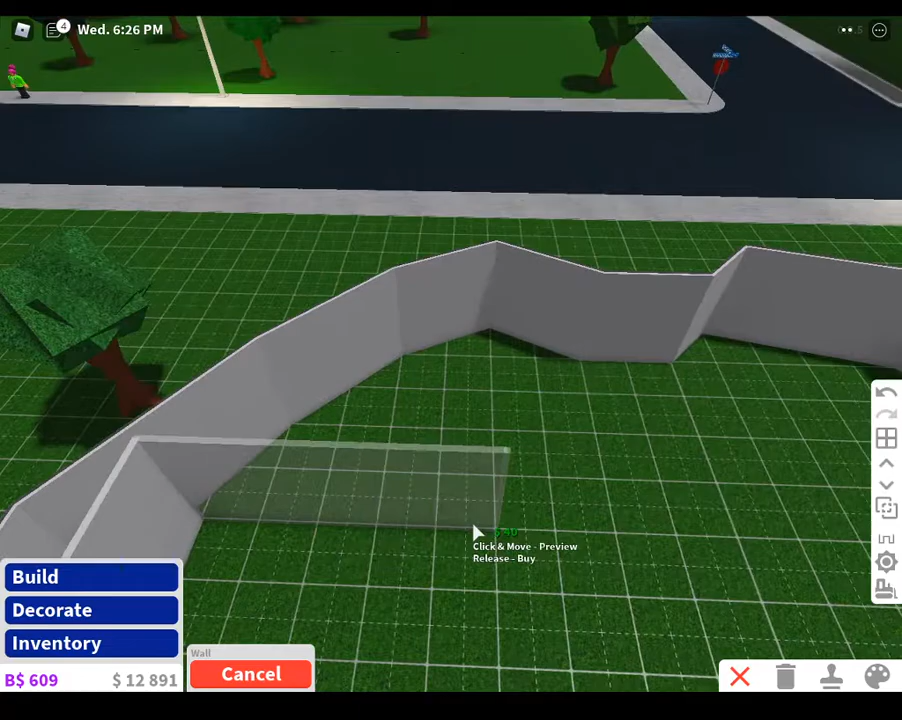 4
Wed. 6:26 PM
Click & Move - Preview
Release - Buy
Build
Decorate
Inventory
Wall
Cancel
B$ 609
$ 12 891